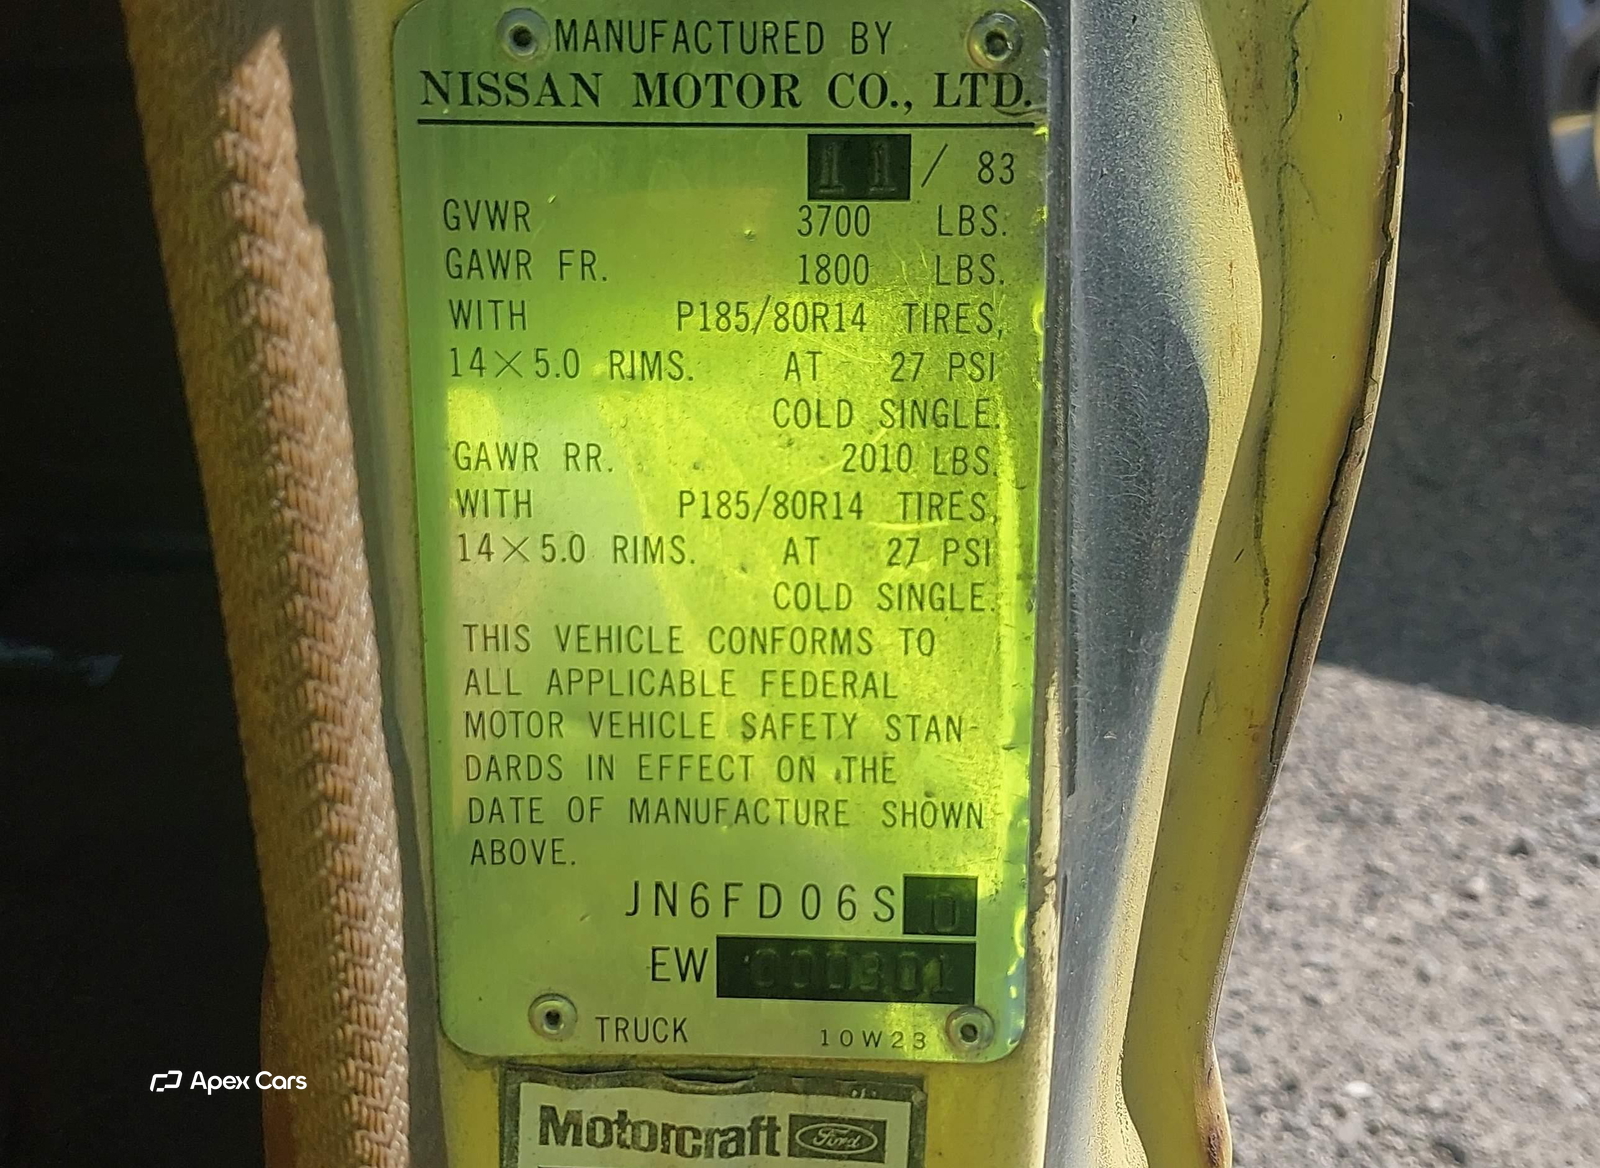 MANUFACTURED BY
NISSAN MOTOR CO., LTD.
11 / 83
GVWR 3700 LBS.
GAWR FR. 1800 LBS.
WITH P185/80R14 TIRES,
14×5.0 RIMS. AT 27 PSI
COLD SINGLE.
GAWR RR. 2010 LBS.
WITH P185/80R14 TIRES,
14×5.0 RIMS. AT 27 PSI
COLD SINGLE.
THIS VEHICLE CONFORMS TO
ALL APPLICABLE FEDERAL
MOTOR VEHICLE SAFETY STAN-
DARDS IN EFFECT ON THE
DATE OF MANUFACTURE SHOWN
ABOVE.
JN6FD06S
EW
TRUCK 10W23
Apex Cars
Motorcraft Ford